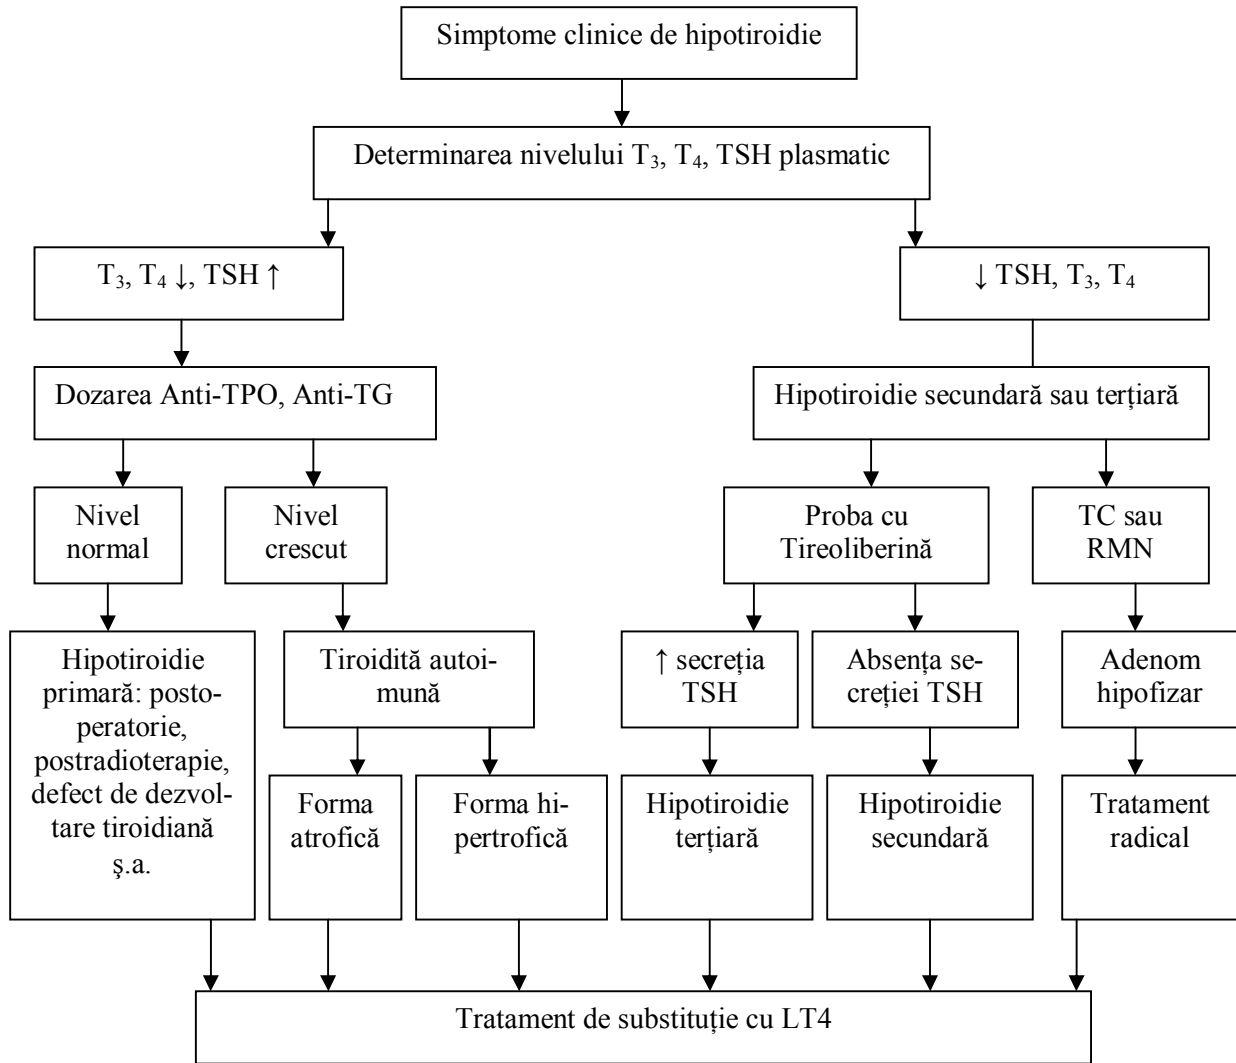 Simptome clinice de hipotiroidie
Determinarea nivelului T₃, T₄, TSH plasmatic
T₃, T₄ ↓, TSH ↑
↓ TSH, T₃, T₄
Dozarea Anti-TPO, Anti-TG
Hipotiroidie secundară sau terțiară
Nivel
normal
Nivel
crescut
Proba cu
Tireoliberină
TC sau
RMN
Hipotiroidie
primară: posto-
peratorie,
postradioterapie,
defect de dezvol-
tare tiroidiană
ş.a.
Tiroidită autoi-
mună
↑ secreția
TSH
Absența se-
creției TSH
Adenom
hipofizar
Forma
atrofică
Forma hi-
pertrofică
Hipotiroidie
terțiară
Hipotiroidie
secundară
Tratament
radical
Tratament de substituție cu LT4